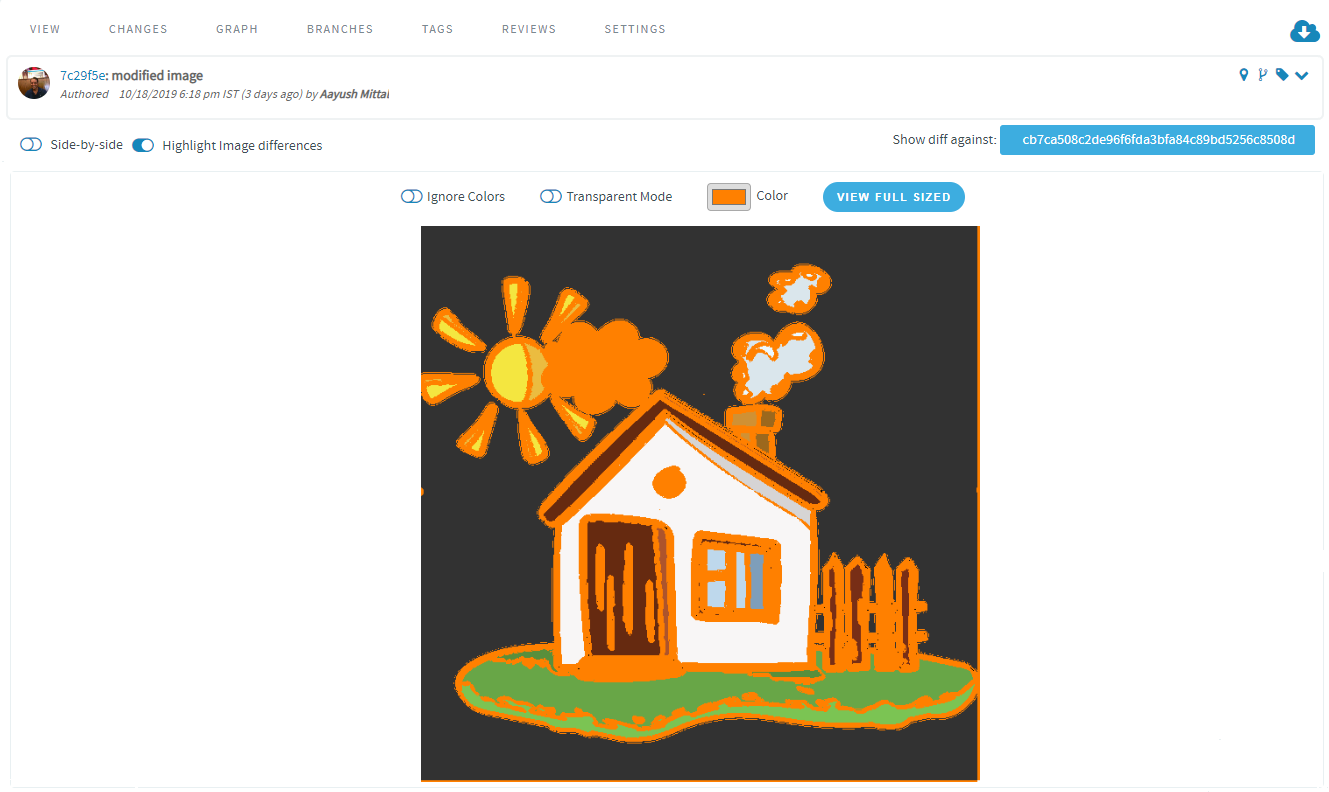 VIEW CHANGES GRAPH BRANCHES TAGS REVIEWS SETTINGS
7c29f5e: modified image
Authored 10/18/2019 6:18 pm IST (3 days ago) by Aayush Mittal
Side-by-side Highlight Image differences
Show diff against: cb7ca508c2de96f6fda3bfa84c89bd5256c8508d
Ignore Colors Transparent Mode Color VIEW FULL SIZED